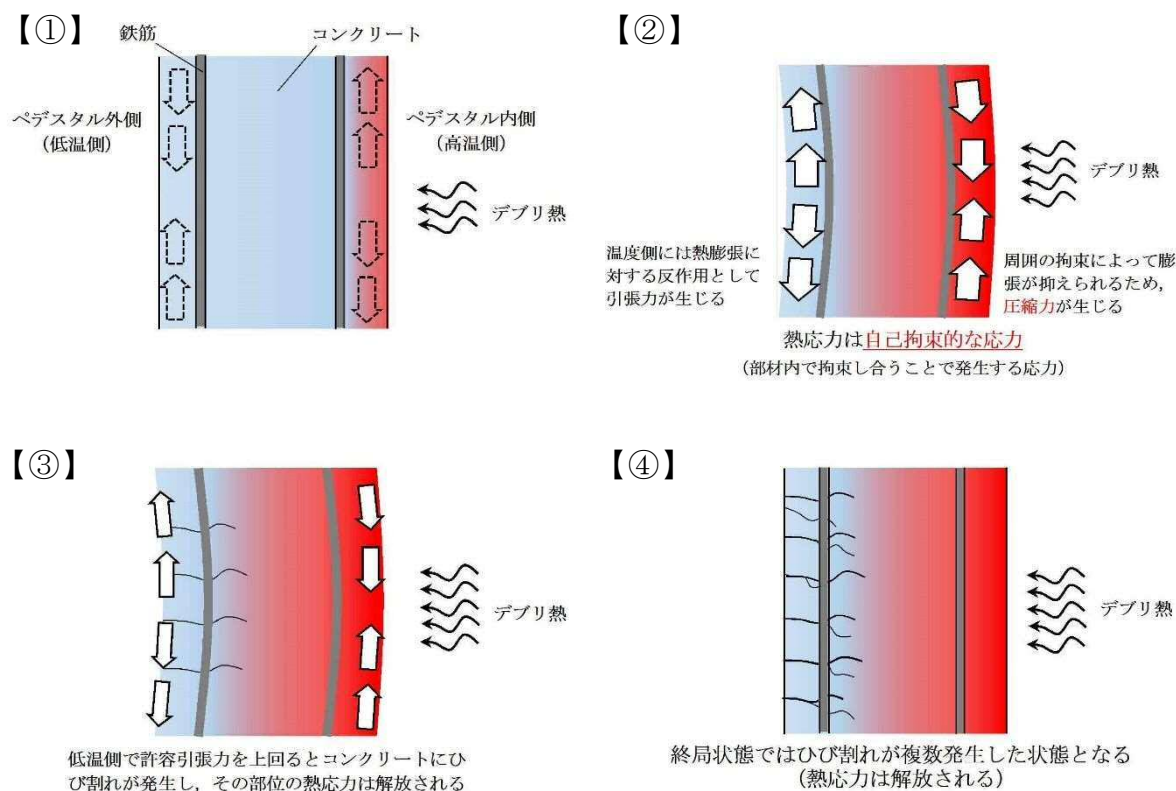 【①】
鉄筋
コンクリート
ペデスタル外側
（低温側）
ペデスタル内側
（高温側）
デブリ熱
【②】
デブリ熱
温度側には熱膨張に
対する反作用として
引張力が生じる
周囲の拘束によって膨
張が抑えられるため，
圧縮力が生じる
熱応力は自己拘束的な応力
（部材内で拘束し合うことで発生する応力）
【③】
デブリ熱
低温側で許容引張力を上回るとコンクリートにひ
び割れが発生し，その部位の熱応力は解放される
【④】
デブリ熱
終局状態ではひび割れが複数発生した状態となる
（熱応力は解放される）